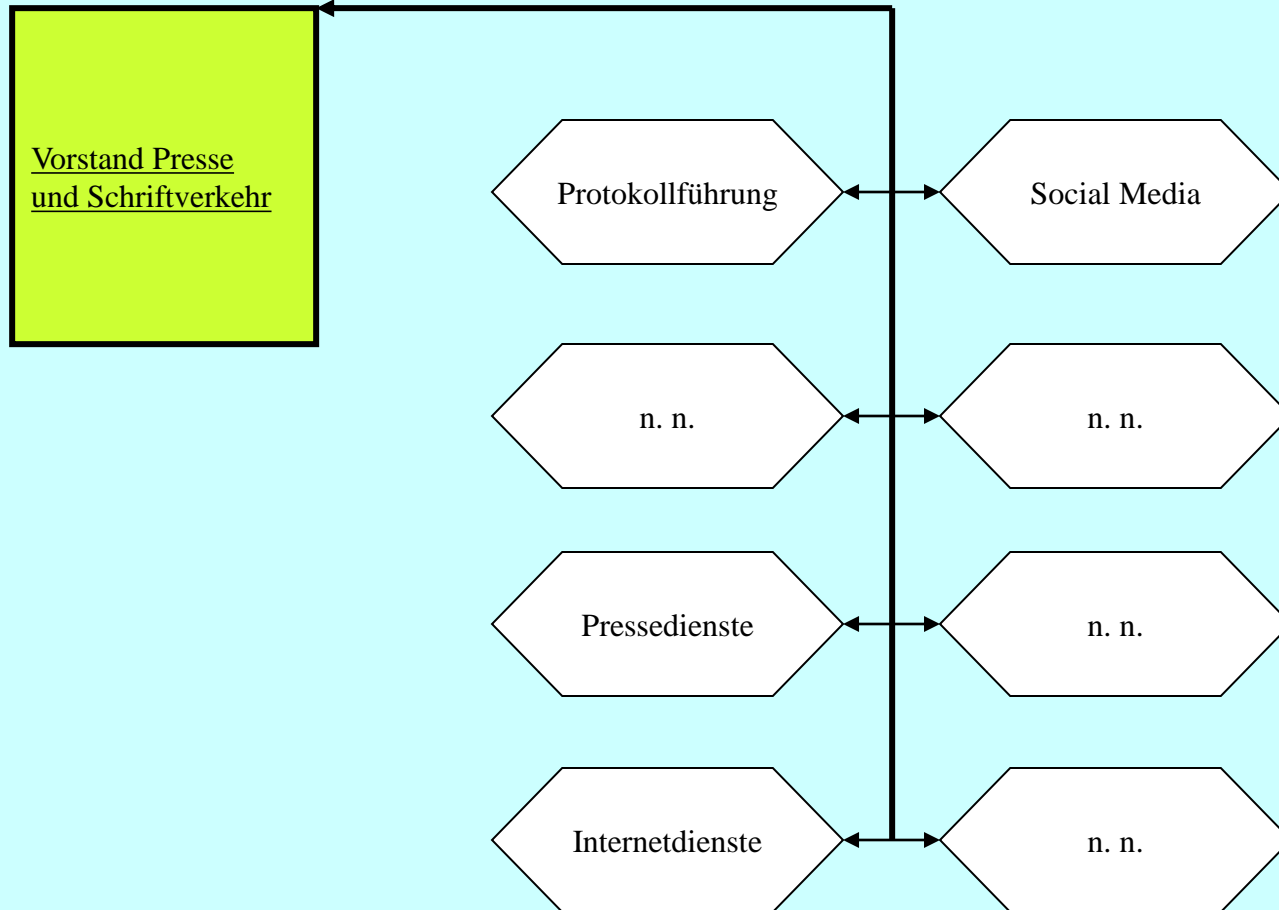 Vorstand Presse
und Schriftverkehr
Protokollführung
Social Media
n. n.
n. n.
Pressedienste
n. n.
Internetdienste
n. n.